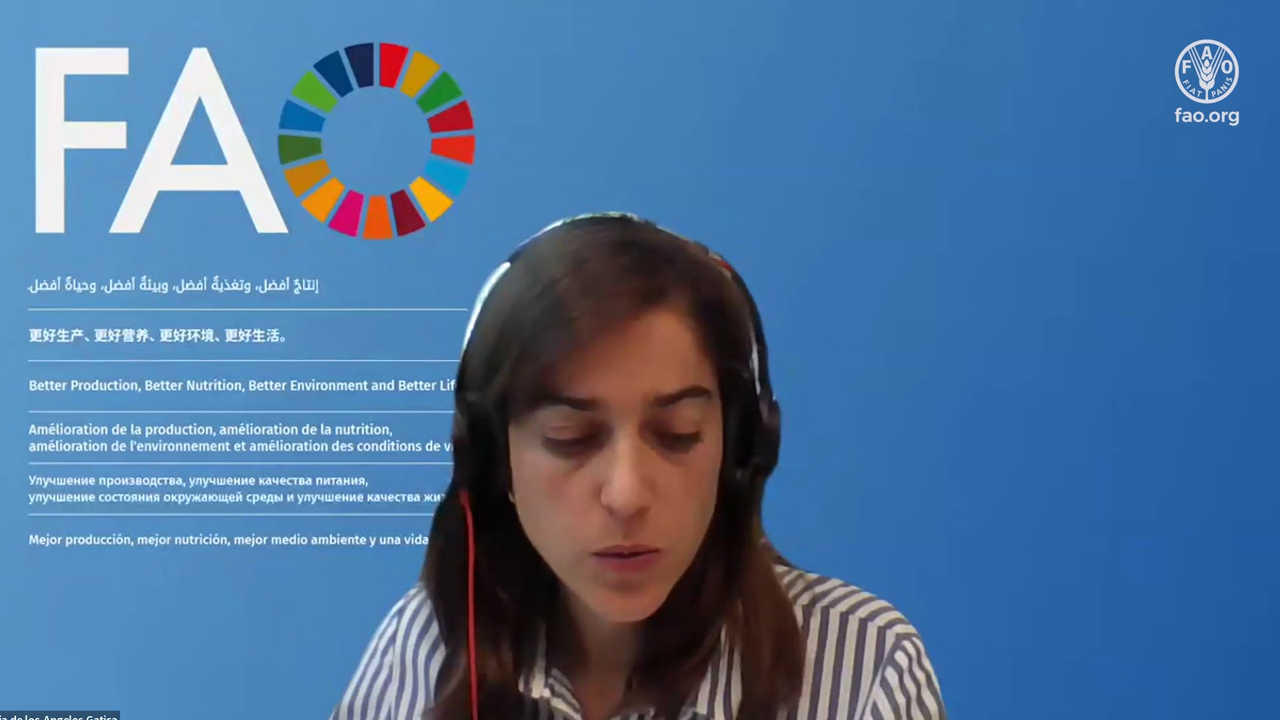 FAO
إنتاجٌ أفضل، وتغذيةٌ أفضل، وبيئةٌ أفضل، وحياةٌ أفضل.
更好生产、更好营养、更好环境、更好生活。
Better Production, Better Nutrition, Better Environment and Better Lif
Amélioration de la production, amélioration de la nutrition,
amélioration de l'environnement et amélioration des conditions de v
Улучшение производства, улучшение качества питания,
улучшение состояния окружающей среды и улучшение качества жи
Mejor producción, mejor nutrición, mejor medio ambiente y una vida
FAO
FIAT PANIS
fao.org
de los Angeles Gatica